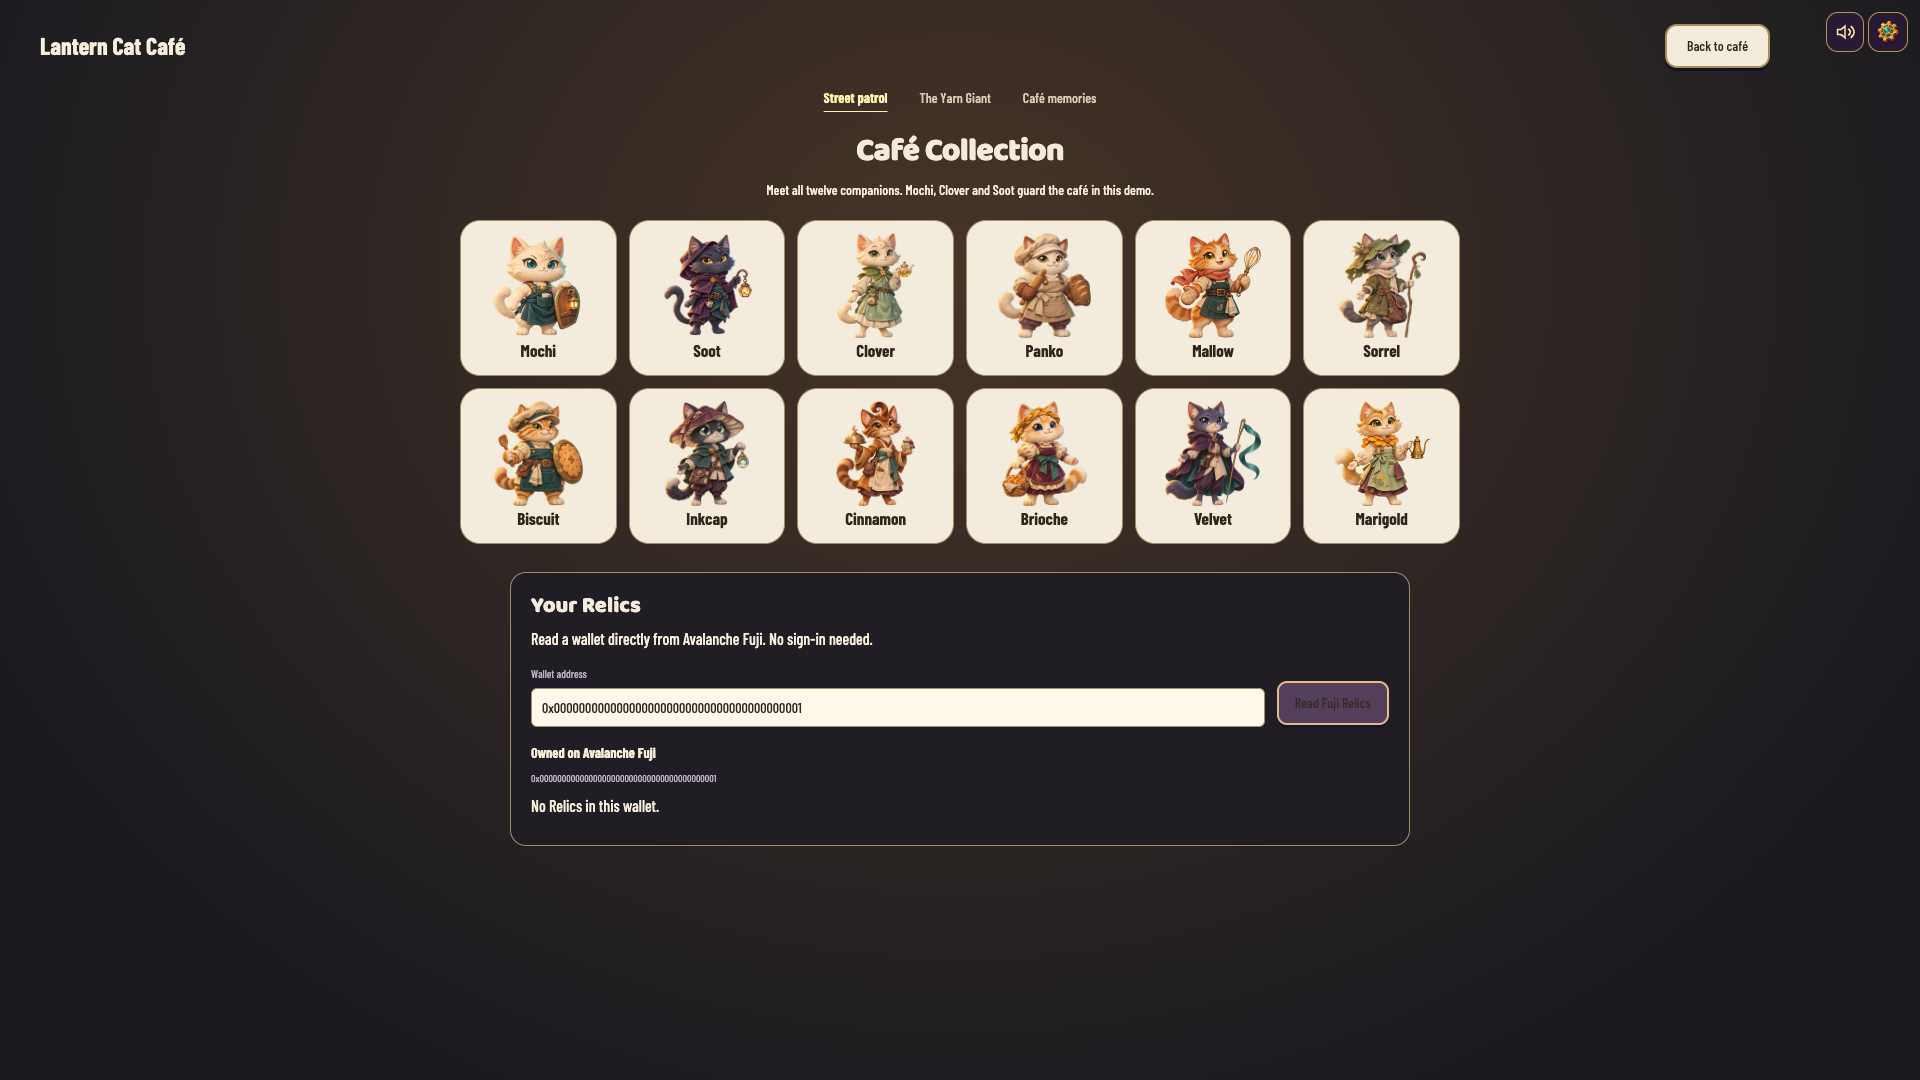 Lantern Cat Café
Back to café
Street patrol
The Yarn Giant
Café memories
Café Collection
Meet all twelve companions. Mochi, Clover and Soot guard the café in this demo.
Mochi
Soot
Clover
Panko
Mallow
Sorrel
Biscuit
Inkcap
Cinnamon
Brioche
Velvet
Marigold
Your Relics
Read a wallet directly from Avalanche Fuji. No sign-in needed.
Wallet address
0x0000000000000000000000000000000000000001
Read Fuji Relics
Owned on Avalanche Fuji
0x0000000000000000000000000000000000000001
No Relics in this wallet.